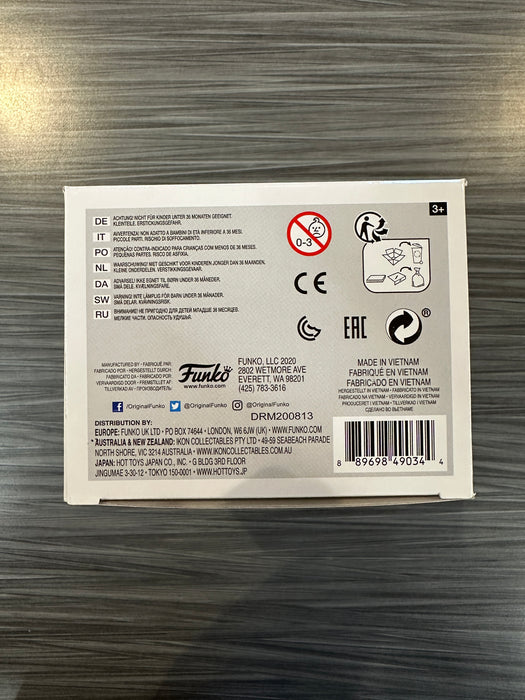 3+
DE ACHTUNG! NICHT FÜR KINDER UNTER 36 MONATEN GEEIGNET.
KLEINTEILE. ERSTICKUNGSGEFAHR.
IT AVVERTENZA! NON ADATTO A BAMBINI DI ETÀ INFERIORE A 36 MESI.
PICCOLE PARTI. RISCHIO DI SOFFOCAMENTO.
PO ATENÇÃO! CONTRA-INDICADO PARA CRIANÇAS COM MENOS DE 36 MESES.
PEQUENAS PARTES. RISCO DE ASFIXIA.
NL WAARSCHUWING! NIET GESCHIKT VOOR KINDEREN JONGER DAN 36 MAANDEN.
KLEINE ONDERDELEN. VERSTIKKINGSGEVAAR.
DA ADVARSEL! IKKE EGNET TIL BØRN UNDER 36 MÅNEDER.
SMÅ DELE. KVÆLNINGSFARE.
SW VARNING! INTE LÄMPLIG FÖR BARN UNDER 36 MÅNADER.
SMÅ DELAR. KVÄVNINGSRISK.
RU ВНИМАНИЕ! НЕ ПРИГОДНО ДЛЯ ДЕТЕЙ МЛАДШЕ 36 МЕСЯЦЕВ.
МЕЛКИЕ ЧАСТИ. ОПАСНОСТЬ УДУШЬЯ.
0-3
CE
EAC
®
MANUFACTURED BY • FABRIQUÉ PAR
FABRICADO POR • HERGESTELLT DURCH
FABBRICATO DA • FABRICADO POR
VERVAARDIGD DOOR • FREMSTILLET AF
TILLVERKAD AV • ПРОИЗВОДИТЕЛЬ
Funko
www.funko.com
FUNKO, LLC 2020
2802 WETMORE AVE
EVERETT, WA 98201
(425) 783-3616
MADE IN VIETNAM
FABRIQUÉ EN VIETNAM
FABRICADO EN VIETNAM
HERGESTELLT IN VIETNAM • FABBRICATO IN VIETNAM
FABRICADO NO VIETNAM • VERVAARDIGD IN VIETNAM
FREMSTILLET I VIETNAM • TILLVERKAD I VIETNAM
СДЕЛАНО ВО ВЬЕТНАМЕ
/OriginalFunko @OriginalFunko @OriginalFunko
DRM200813
DISTRIBUTION BY:
EUROPE: FUNKO UK LTD • PO BOX 74644 • LONDON, W6 6JW (UK) • WWW.FUNKO.COM
*AUSTRALIA & NEW ZEALAND: IKON COLLECTABLES PTY LTD • 49-59 SEABEACH PARADE
NORTH SHORE, VIC 3214 AUSTRALIA • WWW.IKONCOLLECTABLES.COM.AU
JAPAN: HOT TOYS JAPAN CO., INC. • G BLDG 3RD FLOOR
JINGUMAE 3-30-12 • TOKYO, JAPAN 150-0001 • WWW.HOTTOYS.JP
8 89698 49034 4